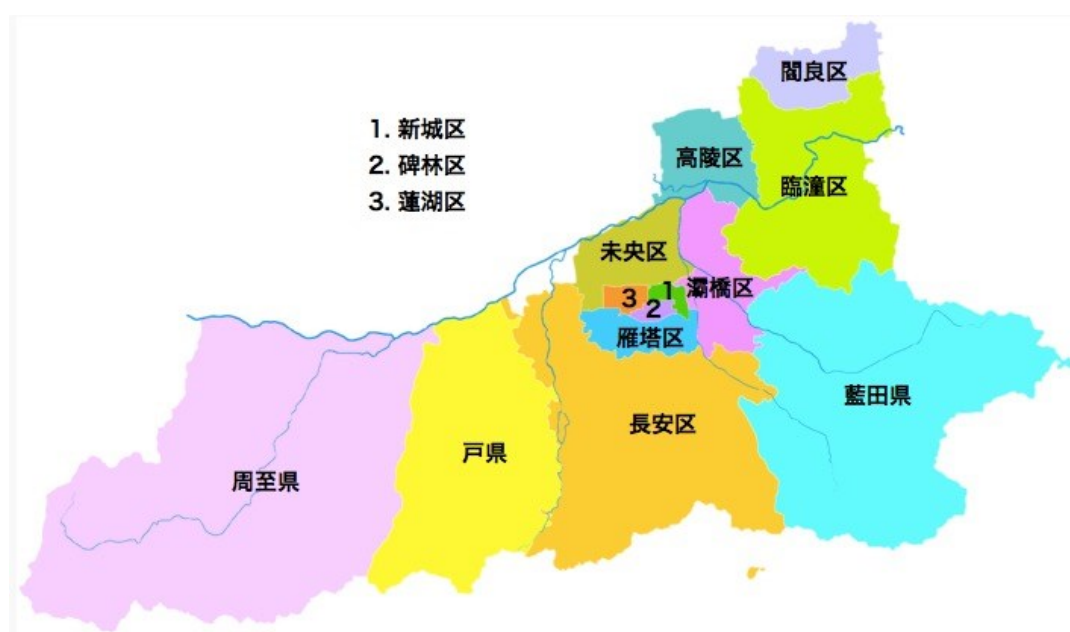 閻良区
1. 新城区
2. 碑林区
3. 蓮湖区
高陵区
臨潼区
未央区
灞橋区
1
3
2
雁塔区
藍田県
長安区
戸県
周至県